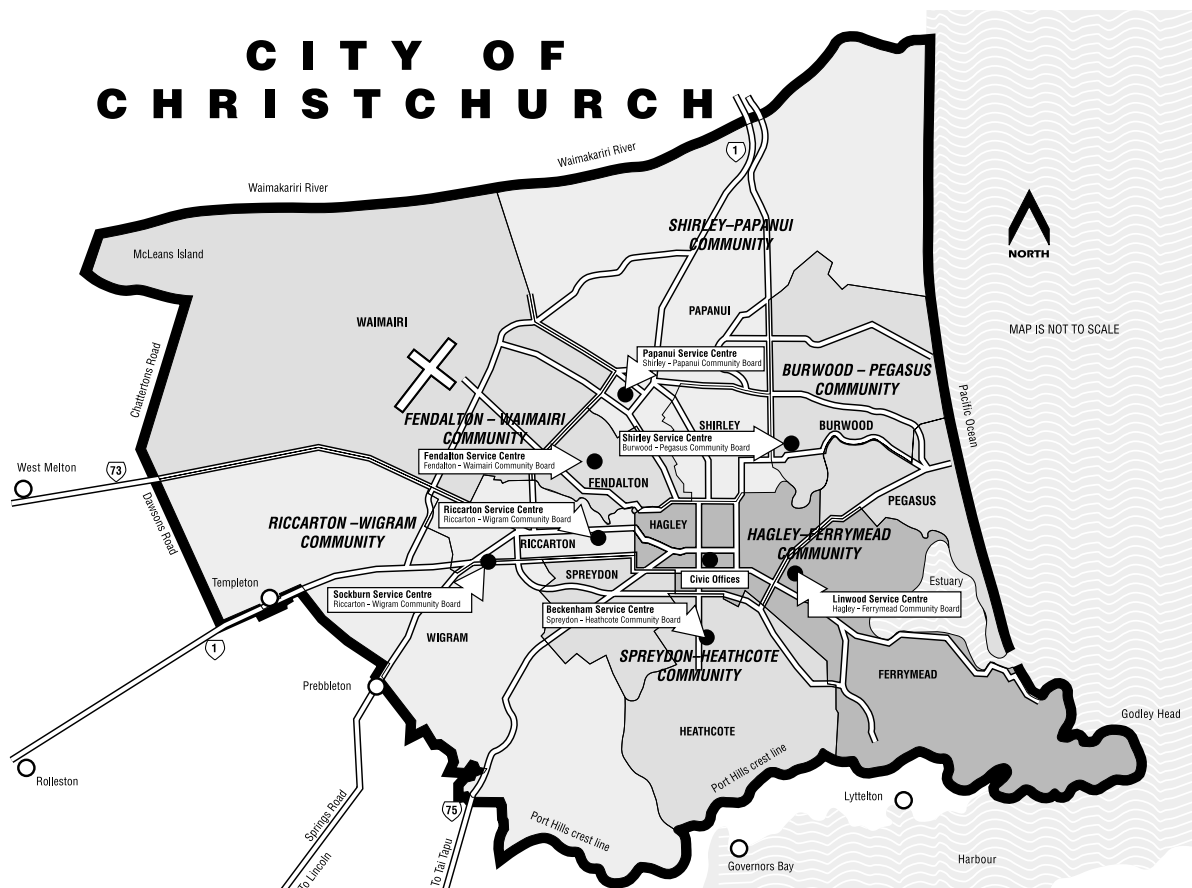 CITY OF
CHRISTCHURCH
Waimakariri River
1
Waimakariri River
SHIRLEY–PAPANUI
COMMUNITY
NORTH
McLeans Island
PAPANUI
WAIMAIRI
MAP IS NOT TO SCALE
Chattertons Road
Papanui Service Centre
Shirley – Papanui Community Board
BURWOOD – PEGASUS
COMMUNITY
Pacific Ocean
FENDALTON – WAIMAIRI
COMMUNITY
SHIRLEY
BURWOOD
Shirley Service Centre
Burwood – Pegasus Community Board
Fendalton Service Centre
Fendalton – Waimairi Community Board
West Melton
73
FENDALTON
PEGASUS
Dawsons Road
Riccarton Service Centre
Riccarton – Wigram Community Board
RICCARTON –WIGRAM
COMMUNITY
HAGLEY
HAGLEY–FERRYMEAD
COMMUNITY
RICCARTON
SPREYDON
Civic Offices
Estuary
Templeton
Sockburn Service Centre
Riccarton – Wigram Community Board
Linwood Service Centre
Hagley – Ferrymead Community Board
Beckenham Service Centre
Spreydon – Heathcote Community Board
WIGRAM
1
SPREYDON–HEATHCOTE
COMMUNITY
FERRYMEAD
Prebbleton
Godley Head
HEATHCOTE
Rolleston
Port Hills crest line
Lyttelton
75
Springs Road
Port Hills crest line
To Lincoln
To Tai Tapu
Governors Bay
Harbour